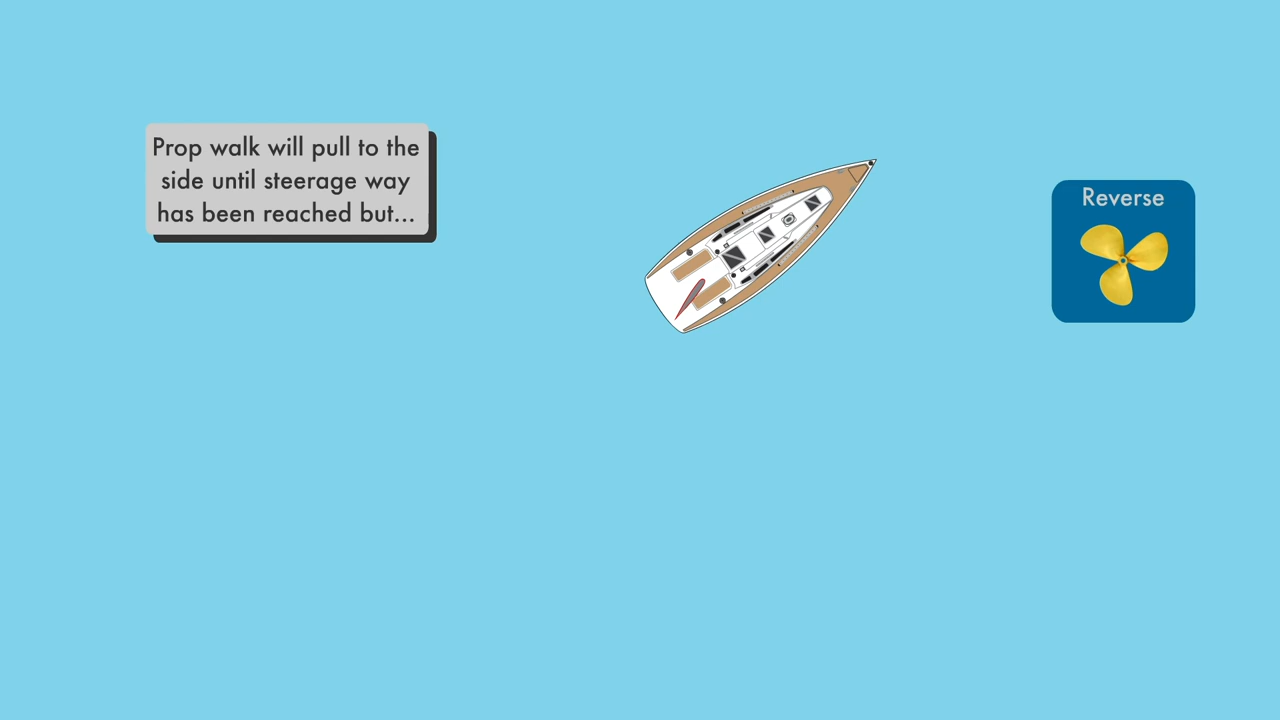 Prop walk will pull to the
side until steerage way
has been reached but...
Reverse